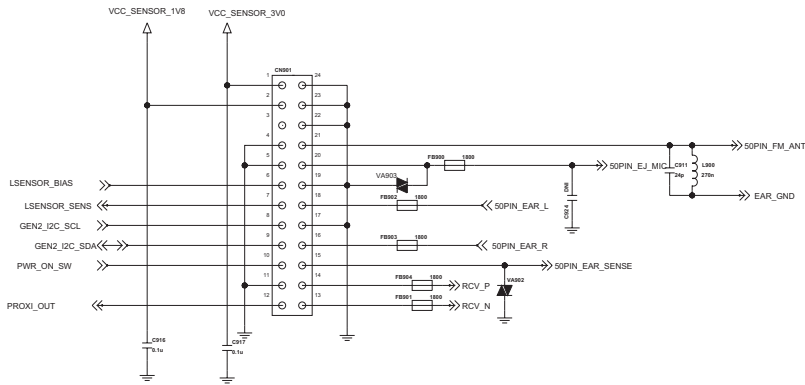 VCC_SENSOR_1V8
VCC_SENSOR_3V0
CN901
1 24
2 23
3 22
4 21
5 20
6 19
7 18
8 17
9 16
10 15
11 14
12 13
50PIN_FM_ANT
FB900 1800
50PIN_EJ_MIC
C911
24p
L900
270n
EAR_GND
LSENSOR_BIAS
VA903
DNI
C924
LSENSOR_SENS
FB902 1800
50PIN_EAR_L
GEN2_I2C_SCL
GEN2_I2C_SDA
FB903 1800
50PIN_EAR_R
PWR_ON_SW
50PIN_EAR_SENSE
FB904 1800
RCV_P
VA902
PROXI_OUT
FB901 1800
RCV_N
C916
0.1u
C917
0.1u